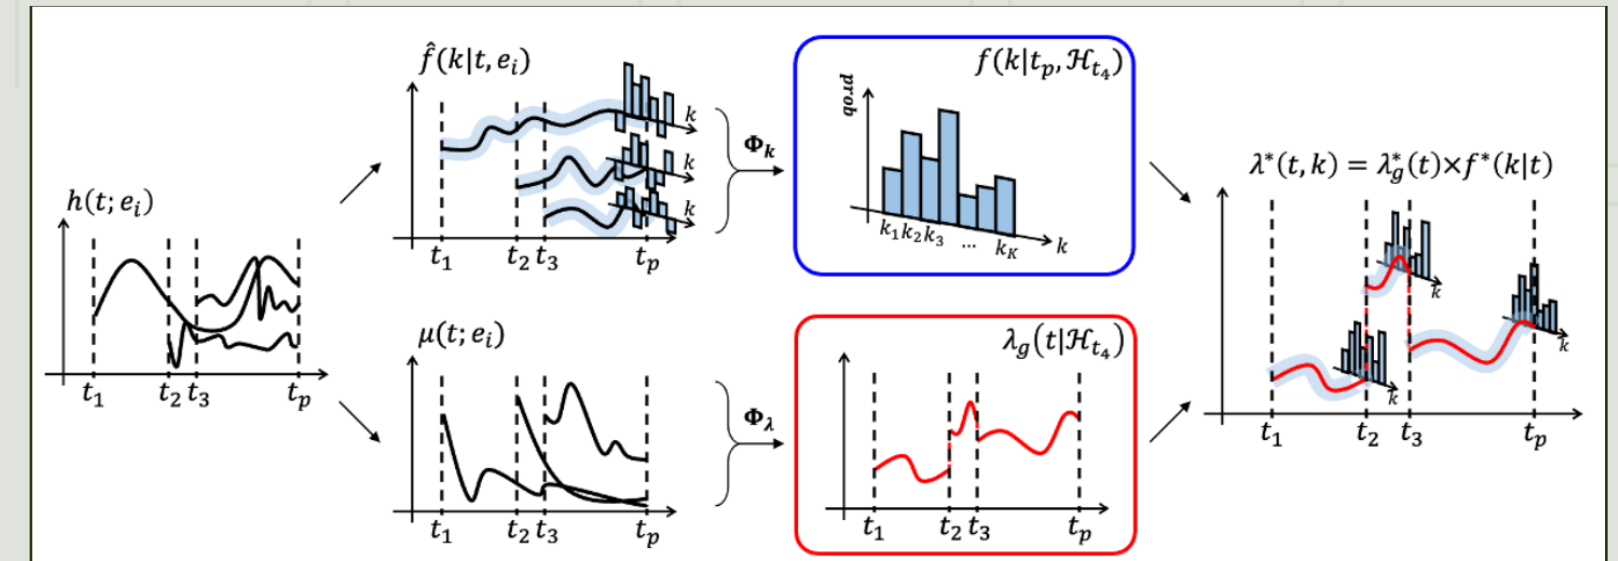 h(t; e_i)
t_1 t_2 t_3 t_p
f̂(k|t, e_i)
k
k
k
t_1 t_2 t_3 t_p
μ(t; e_i)
t_1 t_2 t_3 t_p
Φ_k
Φ_λ
f(k|t_p, ℋ_{t_4})
prob
k_1 k_2 k_3 ... k_K k
λ_g(t|ℋ_{t_4})
t_1 t_2 t_3 t_p
λ*(t, k) = λ*_g(t)×f*(k|t)
k
k
k
t_1 t_2 t_3 t_p